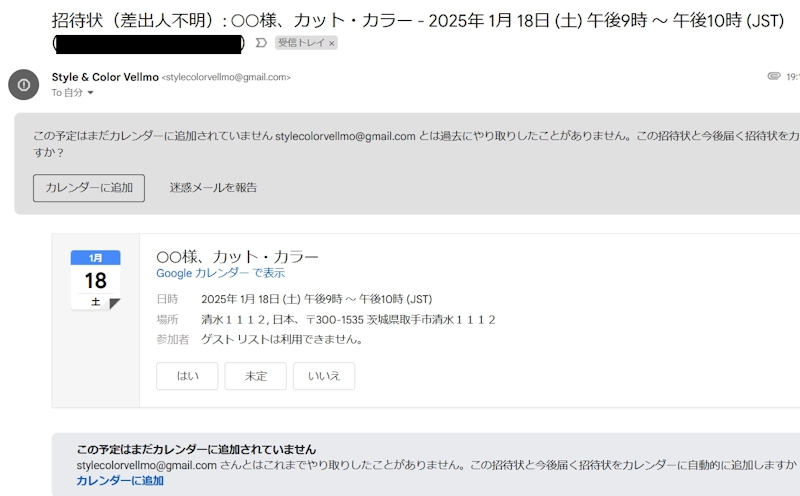 招待状（差出人不明）: 〇〇様、カット・カラー - 2025年 1月 18日 (土) 午後9時 ～ 午後10時 (JST)
( ) 受信トレイ ×
Style & Color Vellmo <stylecolorvellmo@gmail.com> 19:
To 自分
この予定はまだカレンダーに追加されていません stylecolorvellmo@gmail.com とは過去にやり取りしたことがありません。この招待状と今後届く招待状をカ
すか？
カレンダーに追加 迷惑メールを報告
1月
18
土
〇〇様、カット・カラー
Google カレンダー で表示
日時 2025年 1月 18日 (土) 午後9時 ～ 午後10時 (JST)
場所 清水１１１２, 日本、〒300-1535 茨城県取手市清水１１１２
参加者 ゲスト リストは利用できません。
はい 未定 いいえ
この予定はまだカレンダーに追加されていません
stylecolorvellmo@gmail.com さんとはこれまでやり取りしたことがありません。この招待状と今後届く招待状をカレンダーに自動的に追加しますか
カレンダーに追加